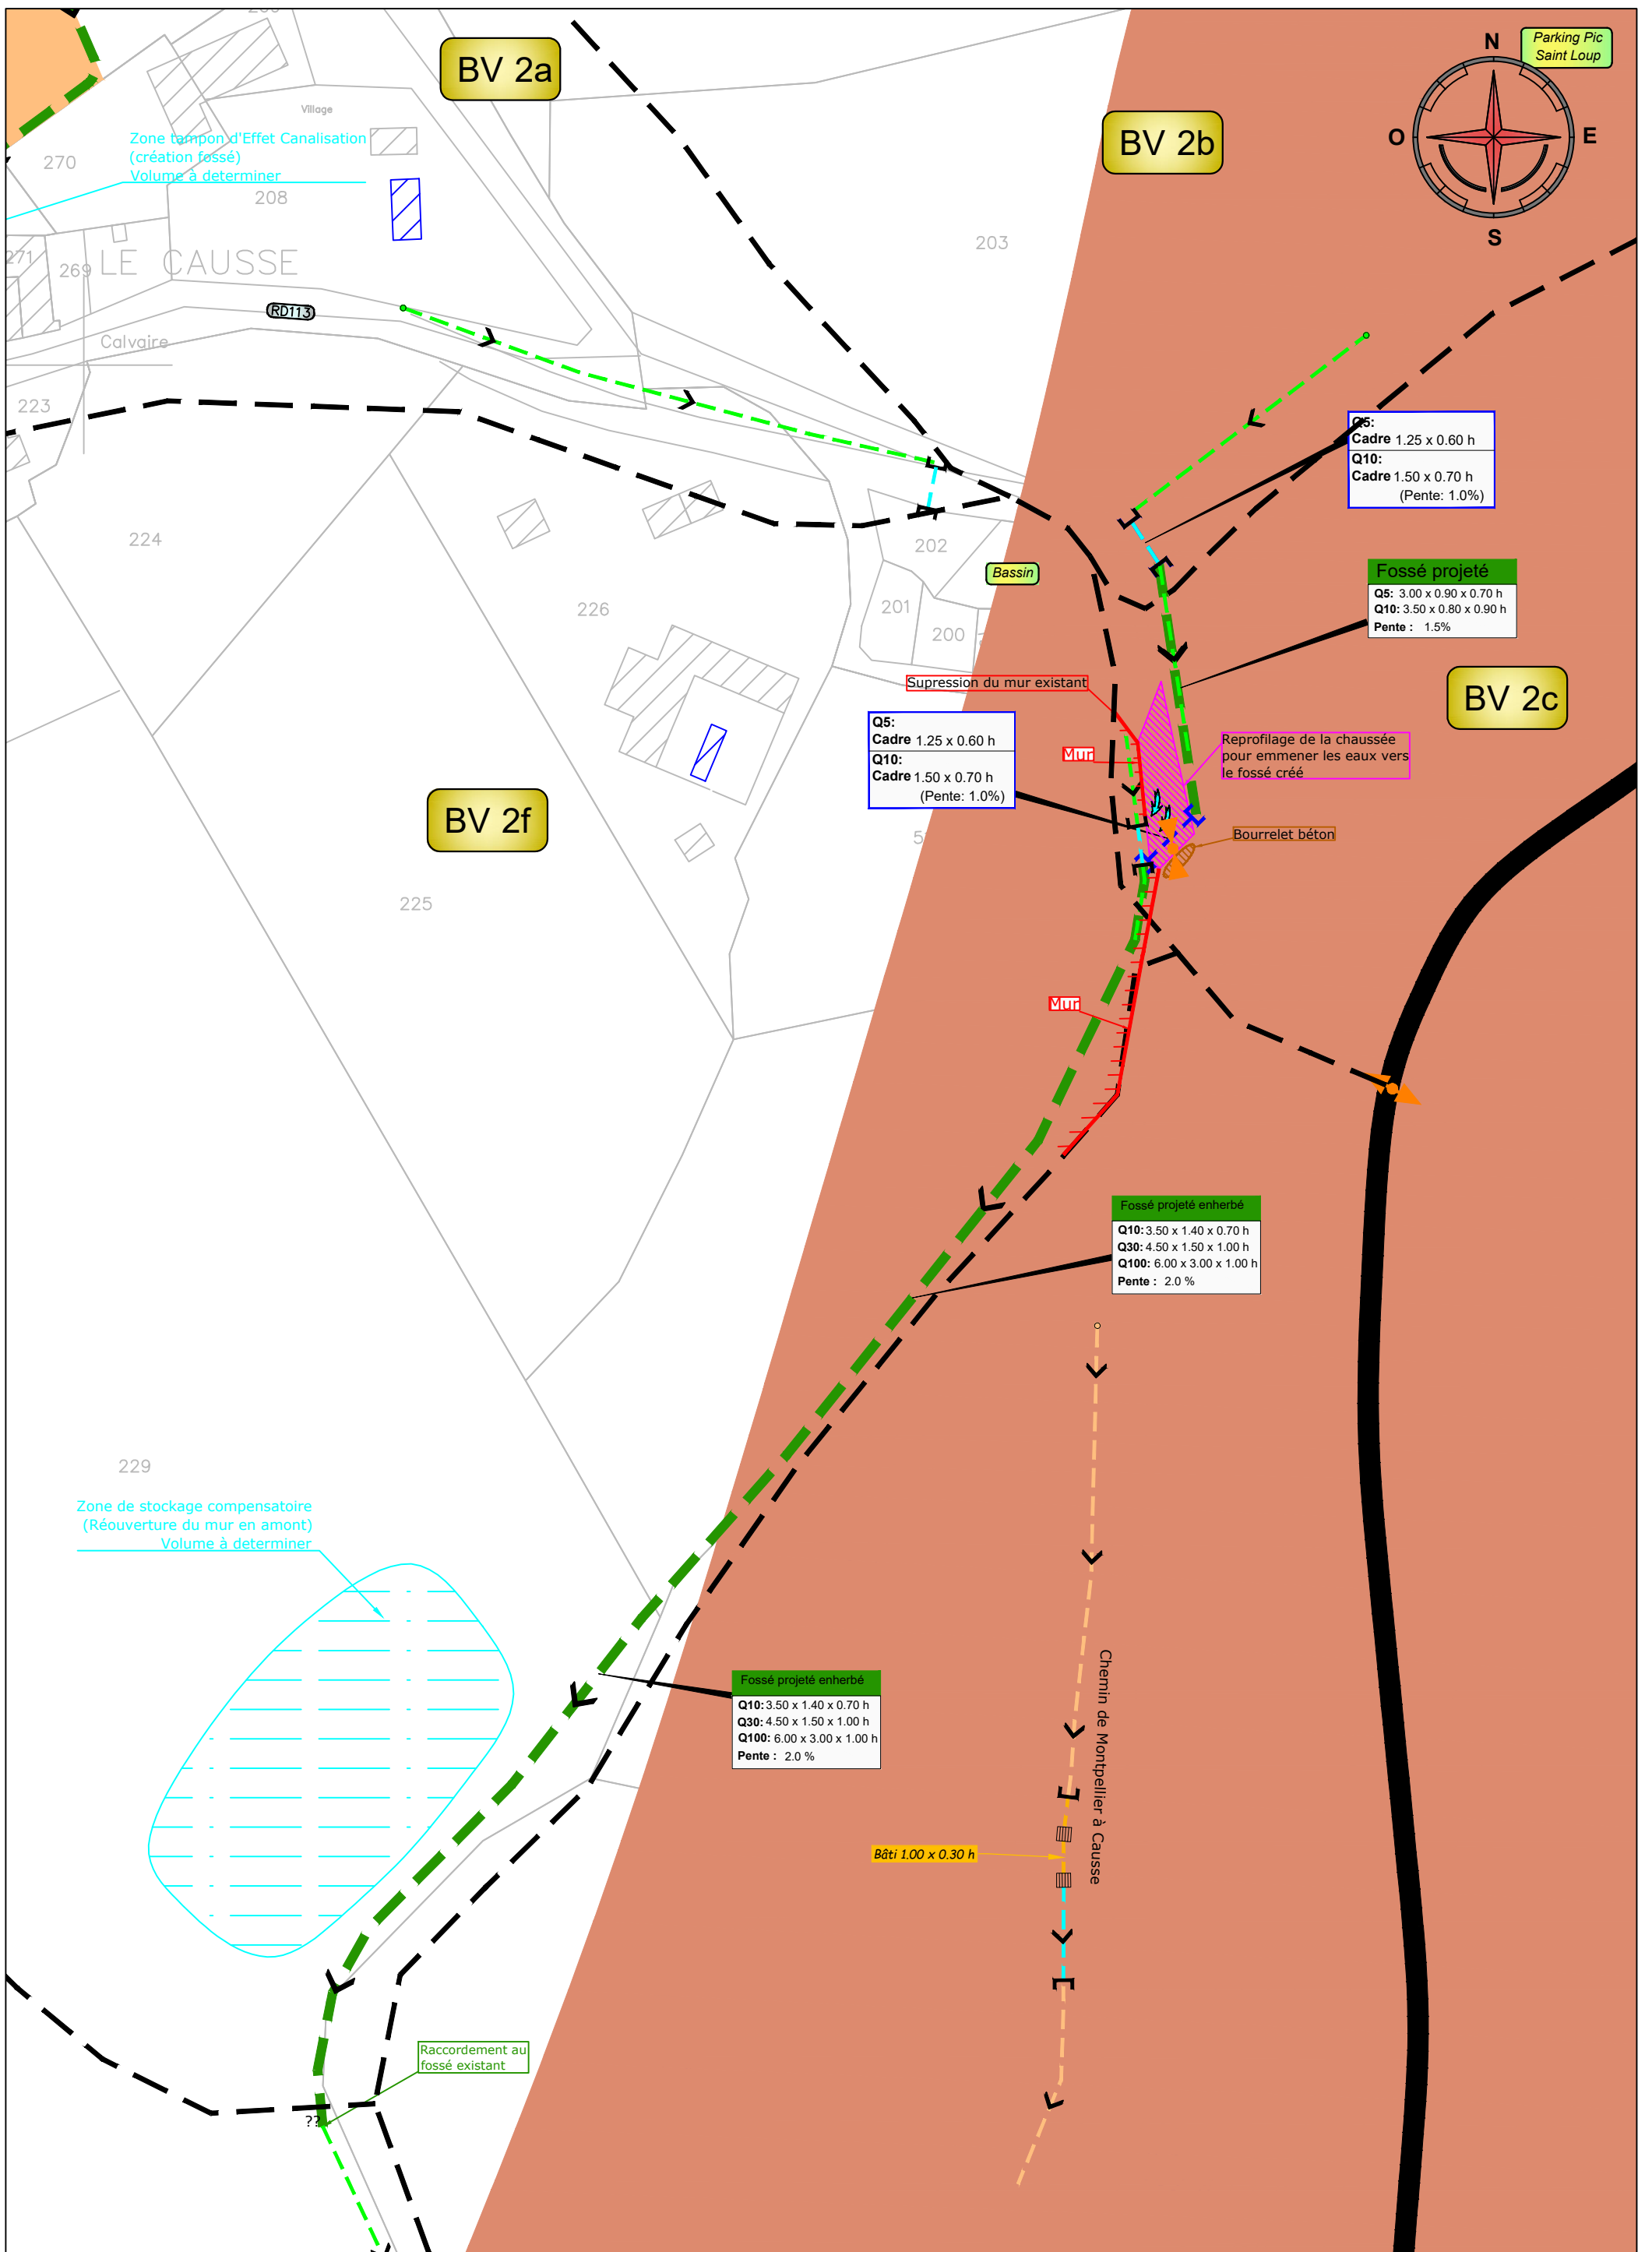 BV 2a
Parking Pic
Saint Loup
N
O
E
S
BV 2b
Village
Zone tampon d'Effet Canalisation
(création fossé)
Volume à determiner
270
208
203
271
269
LE CAUSSE
RD113
Calvaire
223
Q5:
Cadre 1.25 x 0.60 h
Q10:
Cadre 1.50 x 0.70 h
(Pente: 1.0%)
224
202
Bassin
226
201
200
Fossé projeté
Q5: 3.00 x 0.90 x 0.70 h
Q10: 3.50 x 0.80 x 0.90 h
Pente : 1.5%
Supression du mur existant
BV 2c
Q5:
Cadre 1.25 x 0.60 h
Q10:
Cadre 1.50 x 0.70 h
(Pente: 1.0%)
Mur
Reprofilage de la chaussée
pour emmener les eaux vers
le fossé créé
BV 2f
Bourrelet béton
225
Mur
Fossé projeté enherbé
Q10: 3.50 x 1.40 x 0.70 h
Q30: 4.50 x 1.50 x 1.00 h
Q100: 6.00 x 3.00 x 1.00 h
Pente : 2.0 %
229
Zone de stockage compensatoire
(Réouverture du mur en amont)
Volume à determiner
Fossé projeté enherbé
Q10: 3.50 x 1.40 x 0.70 h
Q30: 4.50 x 1.50 x 1.00 h
Q100: 6.00 x 3.00 x 1.00 h
Pente : 2.0 %
Chemin de Montpellier à Causse
Bâti 1.00 x 0.30 h
Raccordement au
fossé existant
??